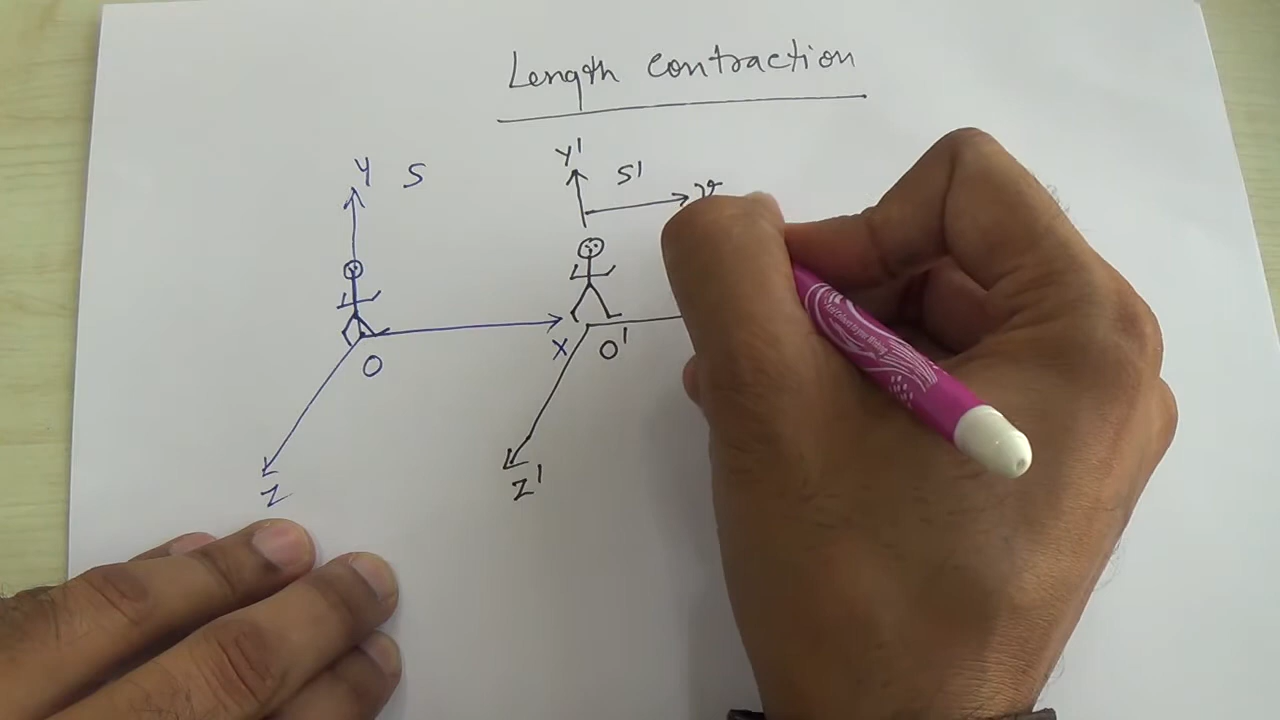 Length contraction
Y S
Y' S' v
X O'
O
Z
Z'